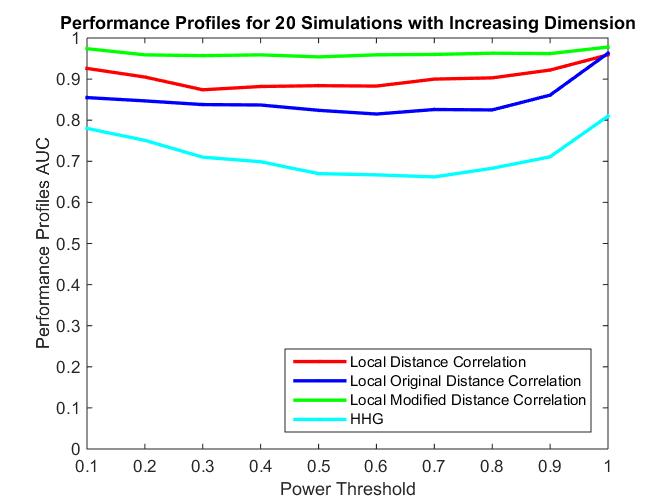 Performance Profiles for 20 Simulations with Increasing Dimension
Performance Profiles AUC
1
0.9
0.8
0.7
0.6
0.5
0.4
0.3
0.2
0.1
0
Local Distance Correlation
Local Original Distance Correlation
Local Modified Distance Correlation
HHG
0.1 0.2 0.3 0.4 0.5 0.6 0.7 0.8 0.9 1
Power Threshold